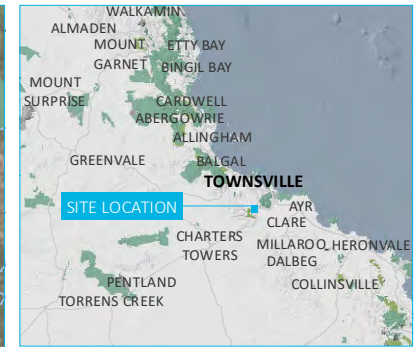 WALKAMIN
ALMADEN
MOUNT
GARNET
ETTY BAY
BINGIL BAY
MOUNT
SURPRISE
CARDWELL
ABERGOWRIE
ALLINGHAM
GREENVALE
BALGAL
TOWNSVILLE
SITE LOCATION
AYR
CLARE
CHARTERS
TOWERS
MILLAROO
HERONVALE
DALBEG
PENTLAND
COLLINSVILLE
TORRENS CREEK